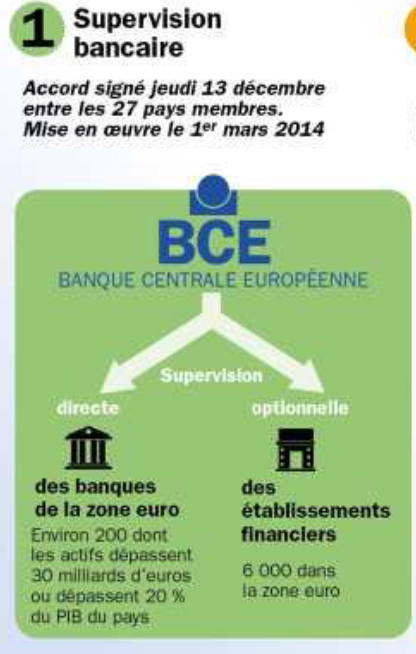 1 Supervision
bancaire
Accord signé jeudi 13 décembre
entre les 27 pays membres.
Mise en œuvre le 1er mars 2014
BCE
BANQUE CENTRALE EUROPÉENNE
Supervision
directe
optionnelle
des banques
de la zone euro
Environ 200 dont
les actifs dépassent
30 milliards d'euros
ou dépassent 20 %
du PIB du pays
des
établissements
financiers
6 000 dans
la zone euro